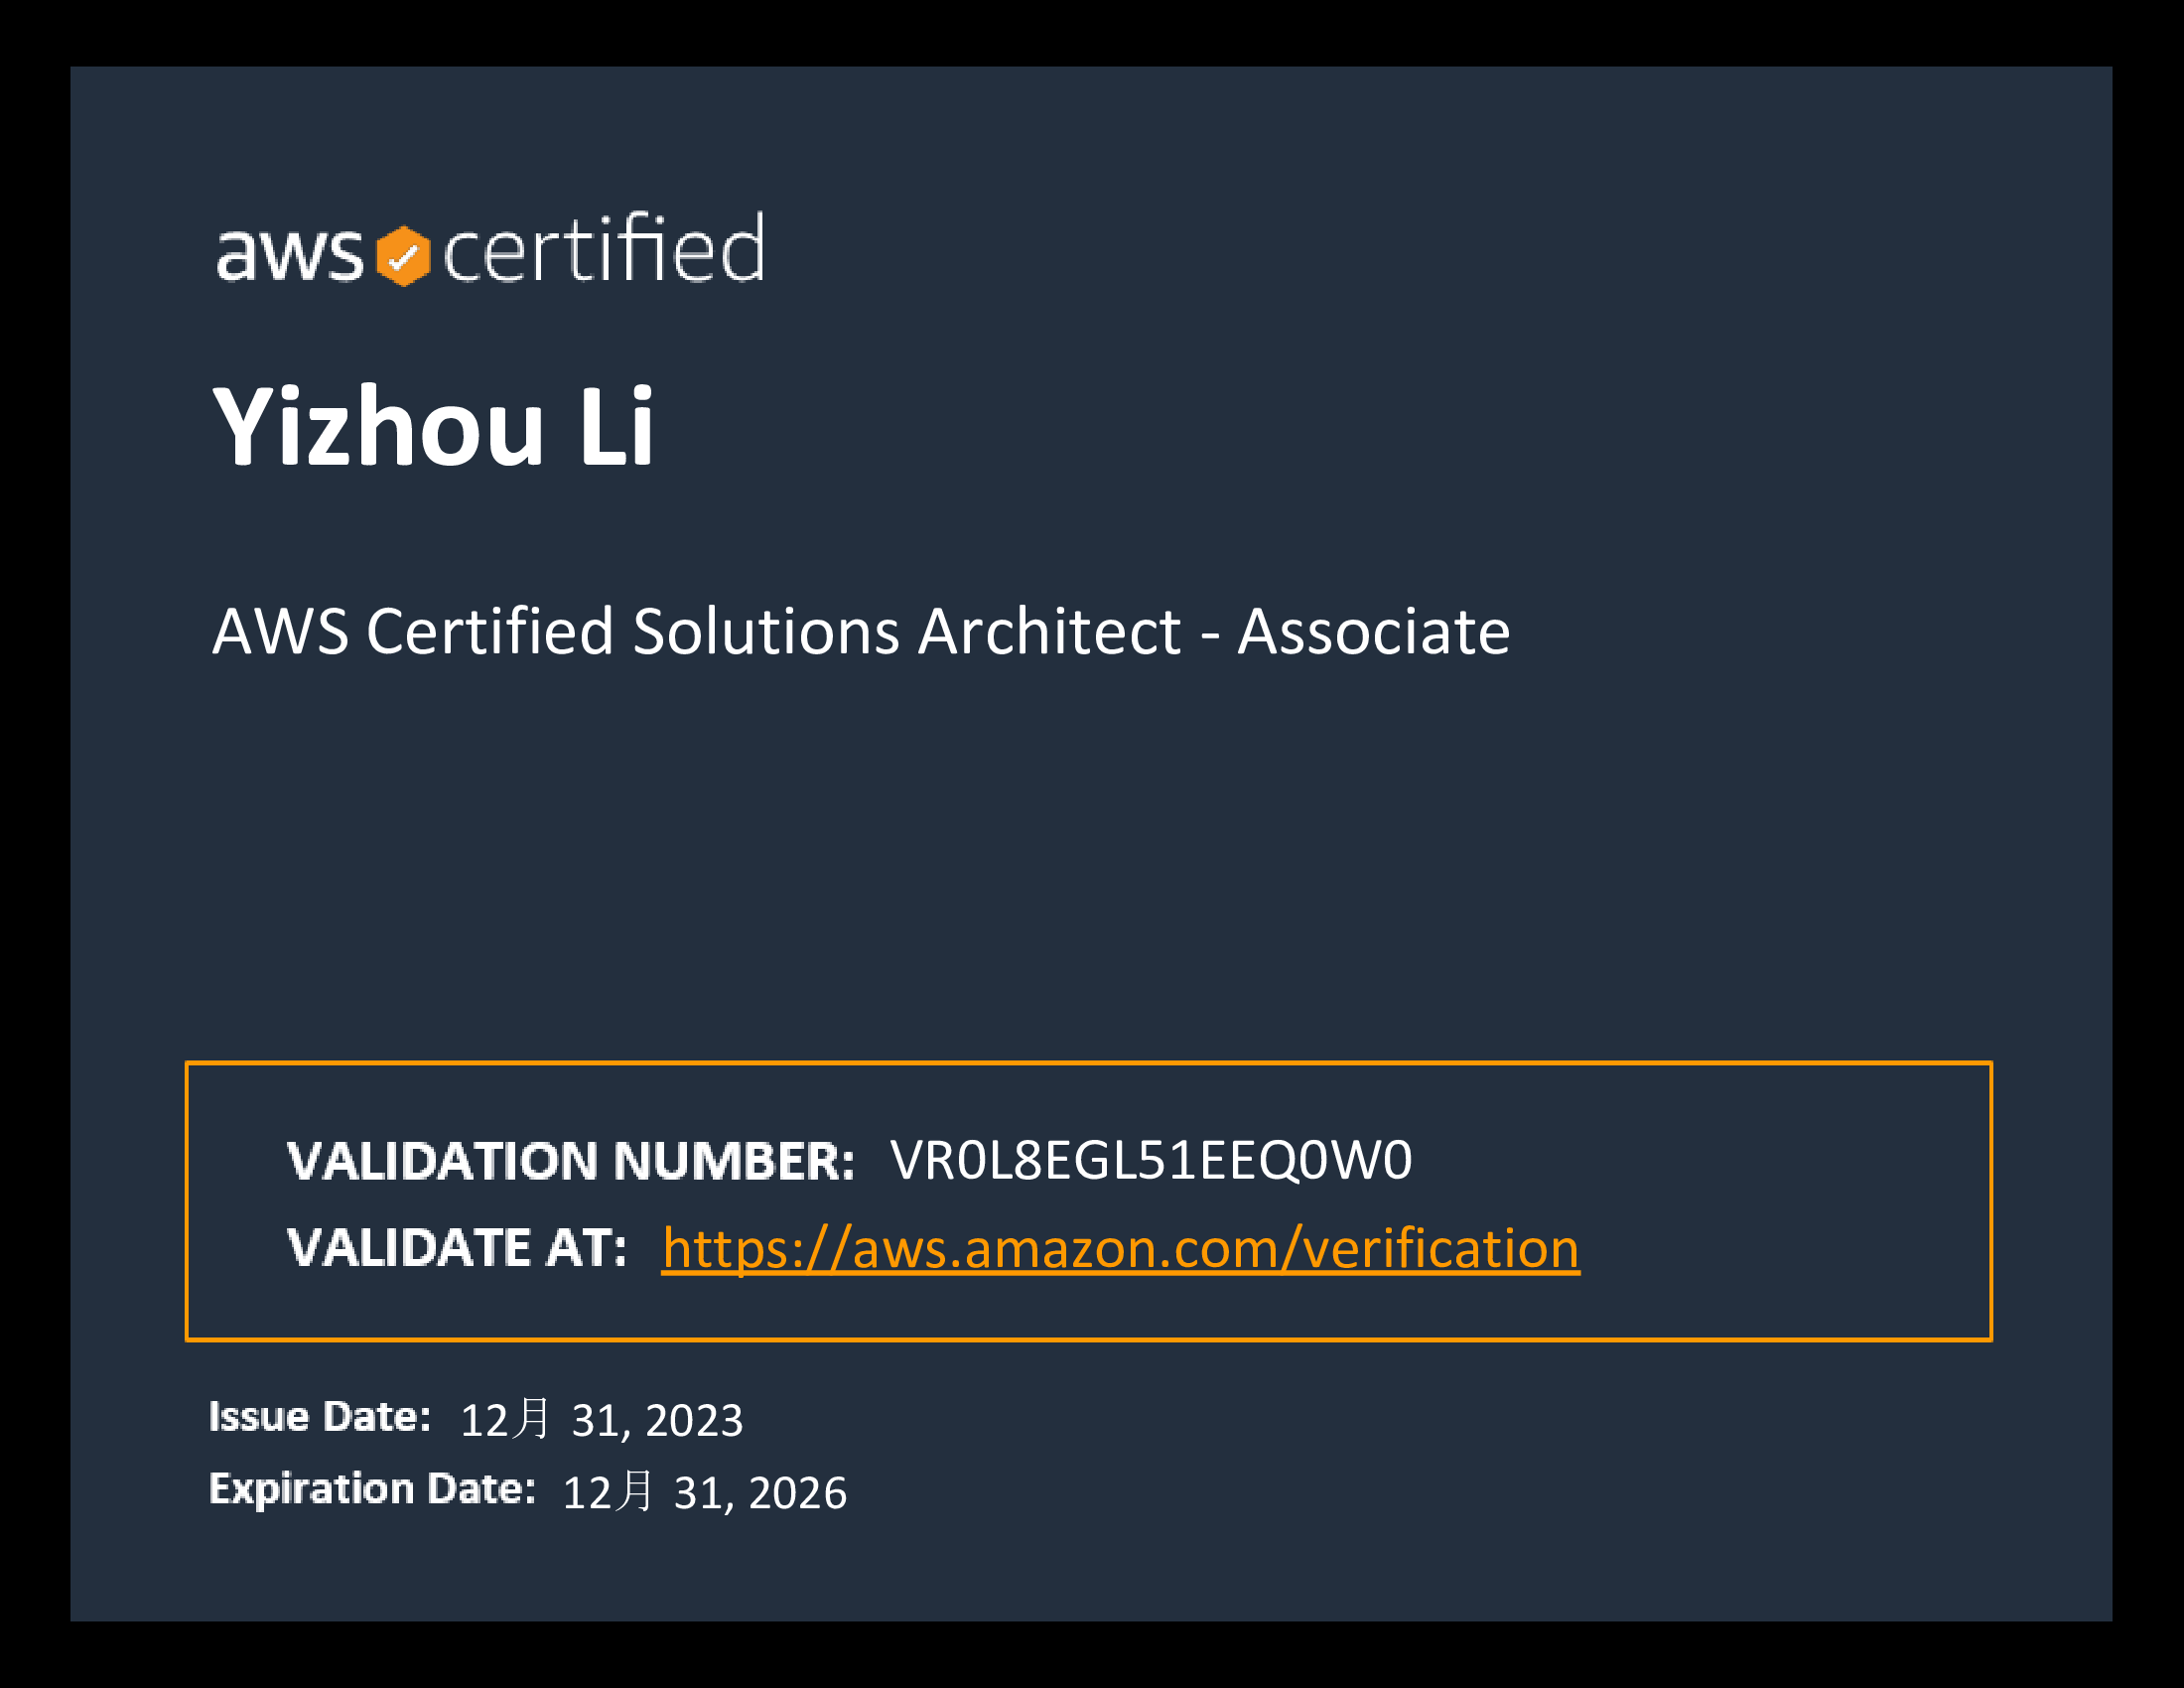 aws certified
Yizhou Li
AWS Certified Solutions Architect - Associate
VALIDATION NUMBER: VR0L8EGL51EEQ0W0
VALIDATE AT: https://aws.amazon.com/verification
Issue Date: 12月 31, 2023
Expiration Date: 12月 31, 2026